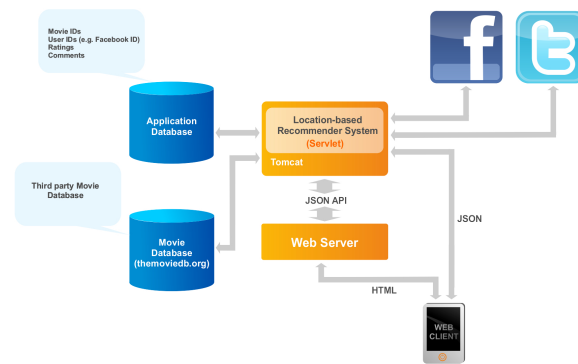 Movie IDs
User IDs (e.g. Facebook ID)
Ratings
Comments
Application
Database
Location-based
Recommender System
(Servlet)
Tomcat
f
t
Third party Movie
Database
JSON API
JSON
Movie
Database
(themoviedb.org)
Web Server
HTML
WEB
CLIENT